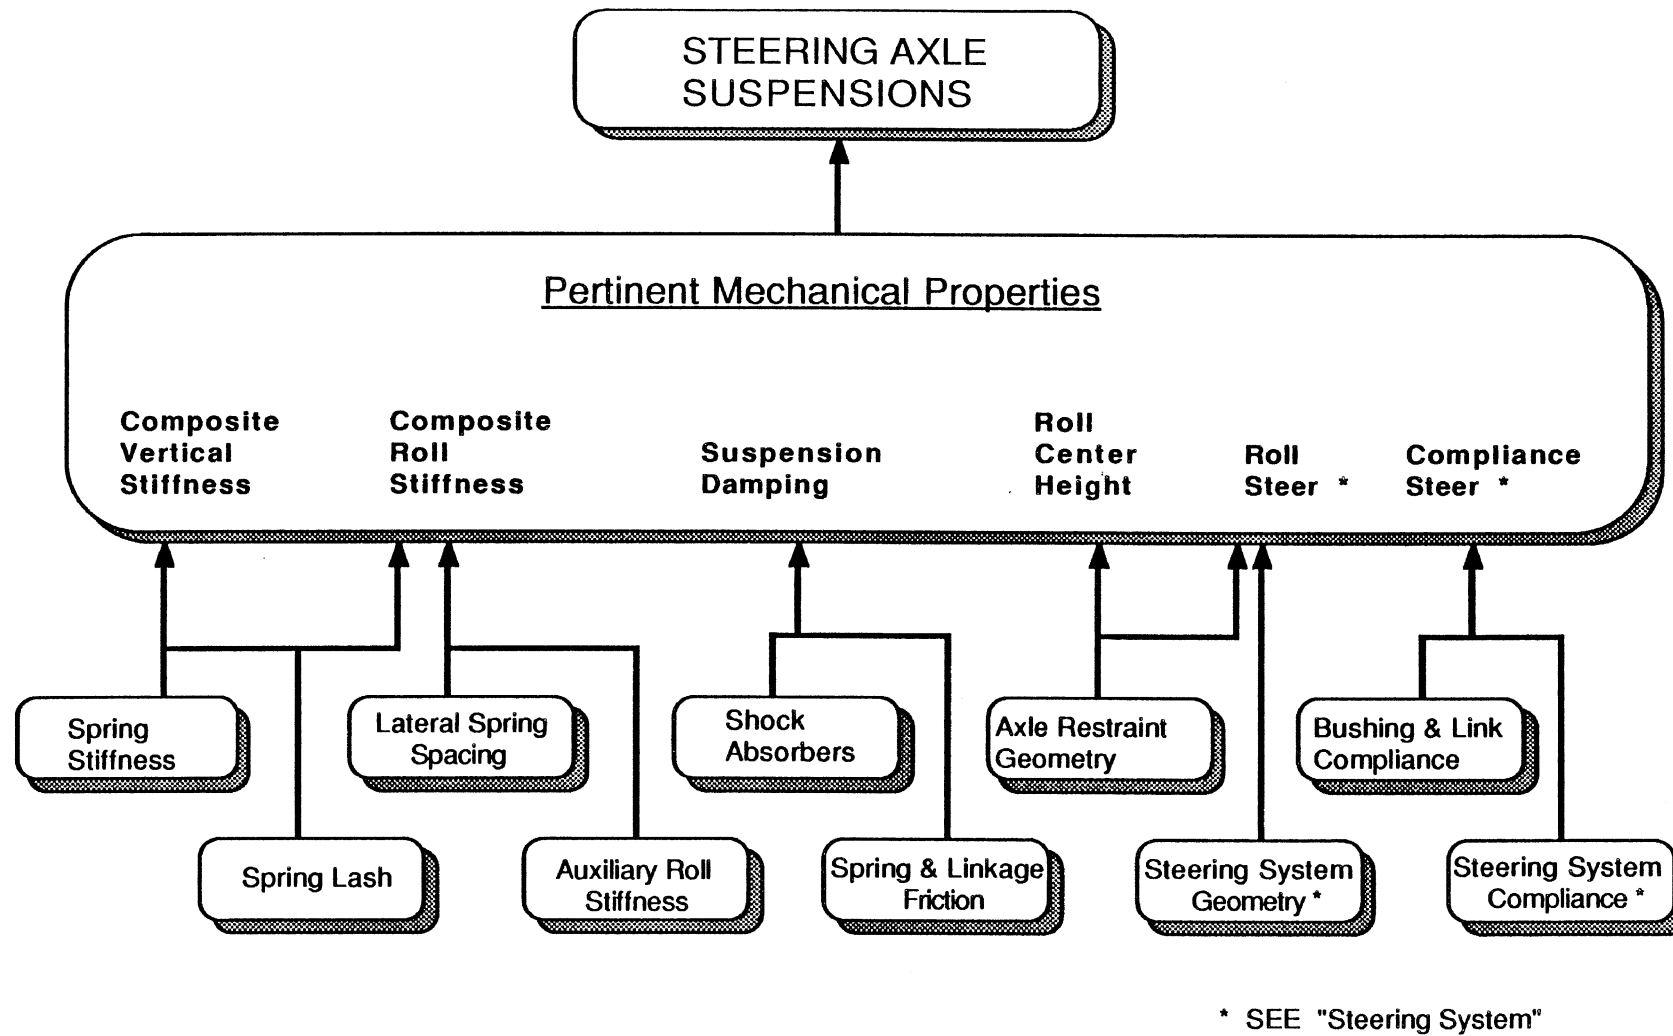 STEERING AXLE
SUSPENSIONS
Pertinent Mechanical Properties
Composite
Vertical
Stiffness
Composite
Roll
Stiffness
Suspension
Damping
Roll
Center
Height
Roll
Steer *
Compliance
Steer *
Spring
Stiffness
Lateral Spring
Spacing
Shock
Absorbers
Axle Restraint
Geometry
Bushing & Link
Compliance
Spring Lash
Auxiliary Roll
Stiffness
Spring & Linkage
Friction
Steering System
Geometry *
Steering System
Compliance *
* SEE "Steering System"